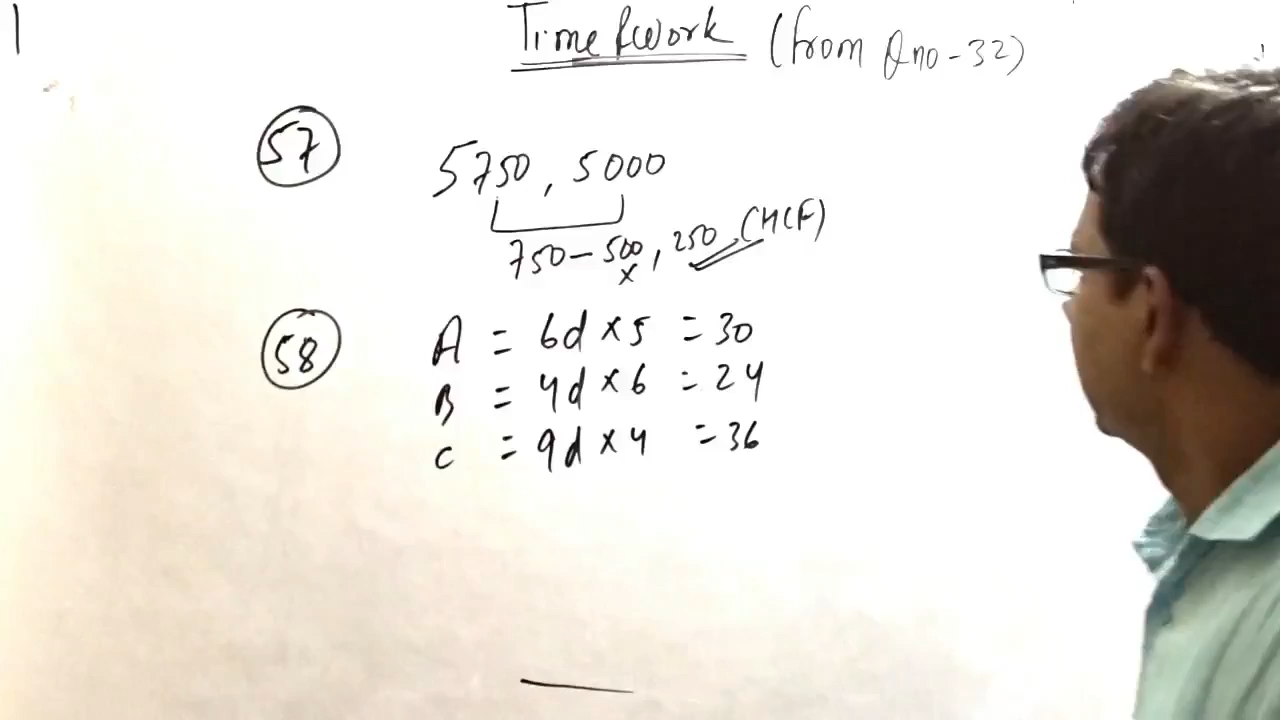 Time & Work (from Qno-32)
57
5750, 5000
750 - 500, 250 (HCF)
x
58
A = 6d × 5 = 30
B = 4d × 6 = 24
C = 9d × 4 = 36